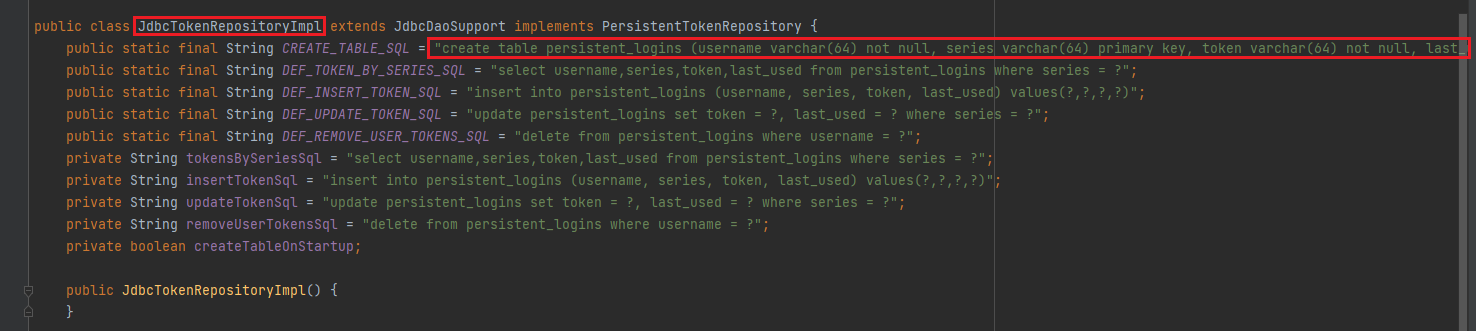 public class JdbcTokenRepositoryImpl extends JdbcDaoSupport implements PersistentTokenRepository {
public static final String CREATE_TABLE_SQL = "create table persistent_logins (username varchar(64) not null, series varchar(64) primary key, token varchar(64) not null, last_
public static final String DEF_TOKEN_BY_SERIES_SQL = "select username,series,token,last_used from persistent_logins where series = ?";
public static final String DEF_INSERT_TOKEN_SQL = "insert into persistent_logins (username, series, token, last_used) values(?,?,?,?)";
public static final String DEF_UPDATE_TOKEN_SQL = "update persistent_logins set token = ?, last_used = ? where series = ?";
public static final String DEF_REMOVE_USER_TOKENS_SQL = "delete from persistent_logins where username = ?";
private String tokensBySeriesSql = "select username,series,token,last_used from persistent_logins where series = ?";
private String insertTokenSql = "insert into persistent_logins (username, series, token, last_used) values(?,?,?,?)";
private String updateTokenSql = "update persistent_logins set token = ?, last_used = ? where series = ?";
private String removeUserTokensSql = "delete from persistent_logins where username = ?";
private boolean createTableOnStartup;
public JdbcTokenRepositoryImpl() {
}